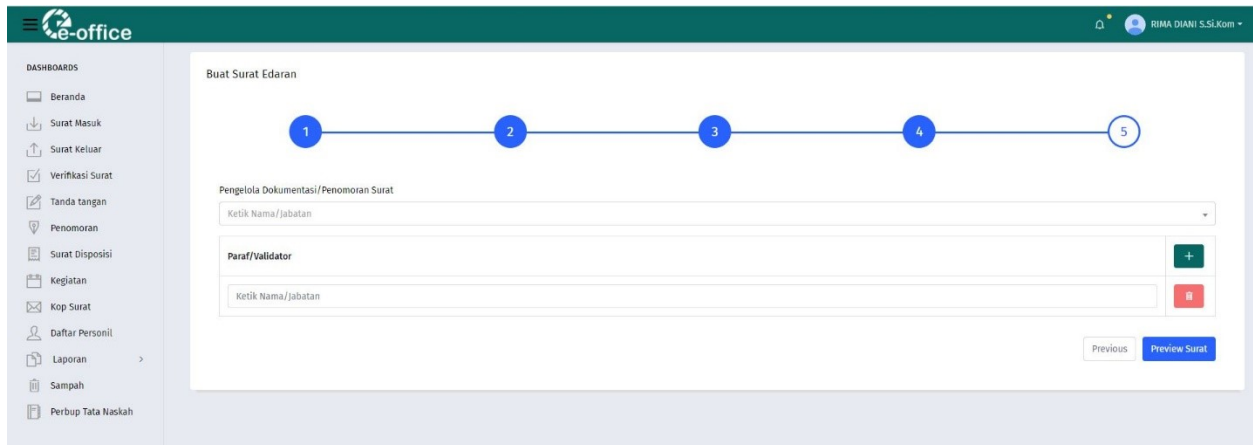 e-office
RIMA DIANI S.Si.Kom
DASHBOARDS
Beranda
Surat Masuk
Surat Keluar
Verifikasi Surat
Tanda tangan
Penomoran
Surat Disposisi
Kegiatan
Kop Surat
Daftar Personil
Laporan >
Sampah
Perbup Tata Naskah
Buat Surat Edaran
1 2 3 4 5
Pengelola Dokumentasi/Penomoran Surat
Ketik Nama/Jabatan
Paraf/Validator +
Ketik Nama/Jabatan
Previous Preview Surat